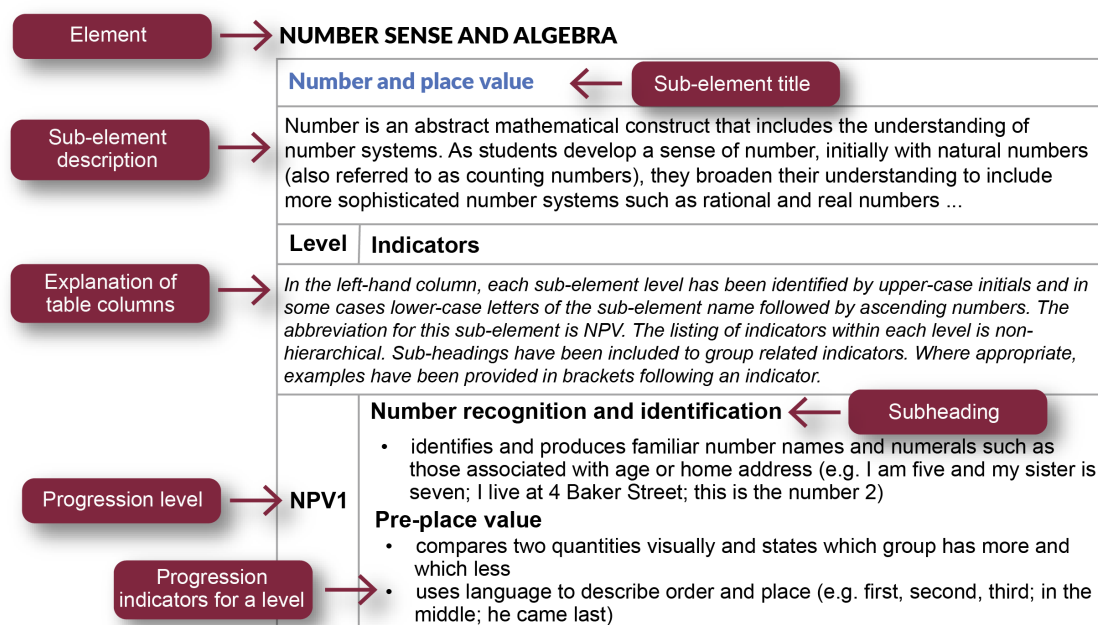 Element
NUMBER SENSE AND ALGEBRA
Number and place value
Sub-element title
Sub-element
description
Number is an abstract mathematical construct that includes the understanding of
number systems. As students develop a sense of number, initially with natural numbers
(also referred to as counting numbers), they broaden their understanding to include
more sophisticated number systems such as rational and real numbers ...
Level
Indicators
Explanation of
table columns
In the left-hand column, each sub-element level has been identified by upper-case initials and in
some cases lower-case letters of the sub-element name followed by ascending numbers. The
abbreviation for this sub-element is NPV. The listing of indicators within each level is non-
hierarchical. Sub-headings have been included to group related indicators. Where appropriate,
examples have been provided in brackets following an indicator.
Number recognition and identification
Subheading
• identifies and produces familiar number names and numerals such as
those associated with age or home address (e.g. I am five and my sister is
seven; I live at 4 Baker Street; this is the number 2)
Progression level
NPV1
Pre-place value
• compares two quantities visually and states which group has more and
which less
Progression
indicators for a level
• uses language to describe order and place (e.g. first, second, third; in the
middle; he came last)